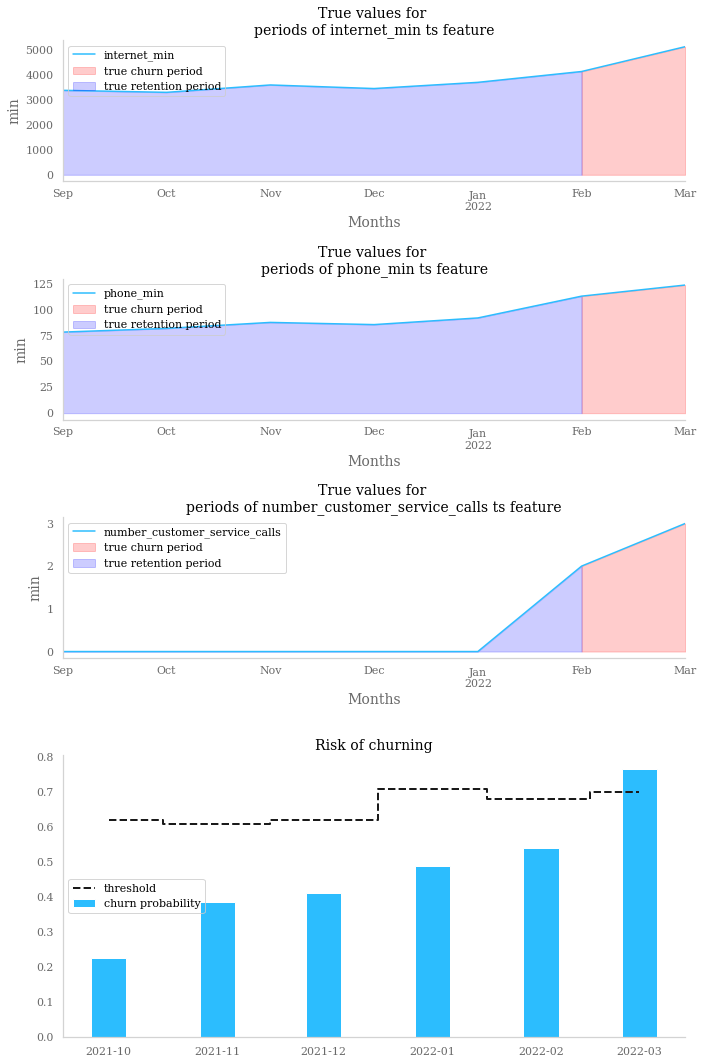 True values for
periods of internet_min ts feature
internet_min
true churn period
true retention period
5000
4000
3000
2000
1000
0
min
Sep Oct Nov Dec Jan Feb Mar
2022
Months
True values for
periods of phone_min ts feature
phone_min
true churn period
true retention period
125
100
75
50
25
0
min
Sep Oct Nov Dec Jan Feb Mar
2022
Months
True values for
periods of number_customer_service_calls ts feature
number_customer_service_calls
true churn period
true retention period
3
2
1
0
min
Sep Oct Nov Dec Jan Feb Mar
2022
Months
Risk of churning
0.8
0.7
0.6
0.5
0.4
0.3
0.2
0.1
0.0
threshold
churn probability
2021-10 2021-11 2021-12 2022-01 2022-02 2022-03